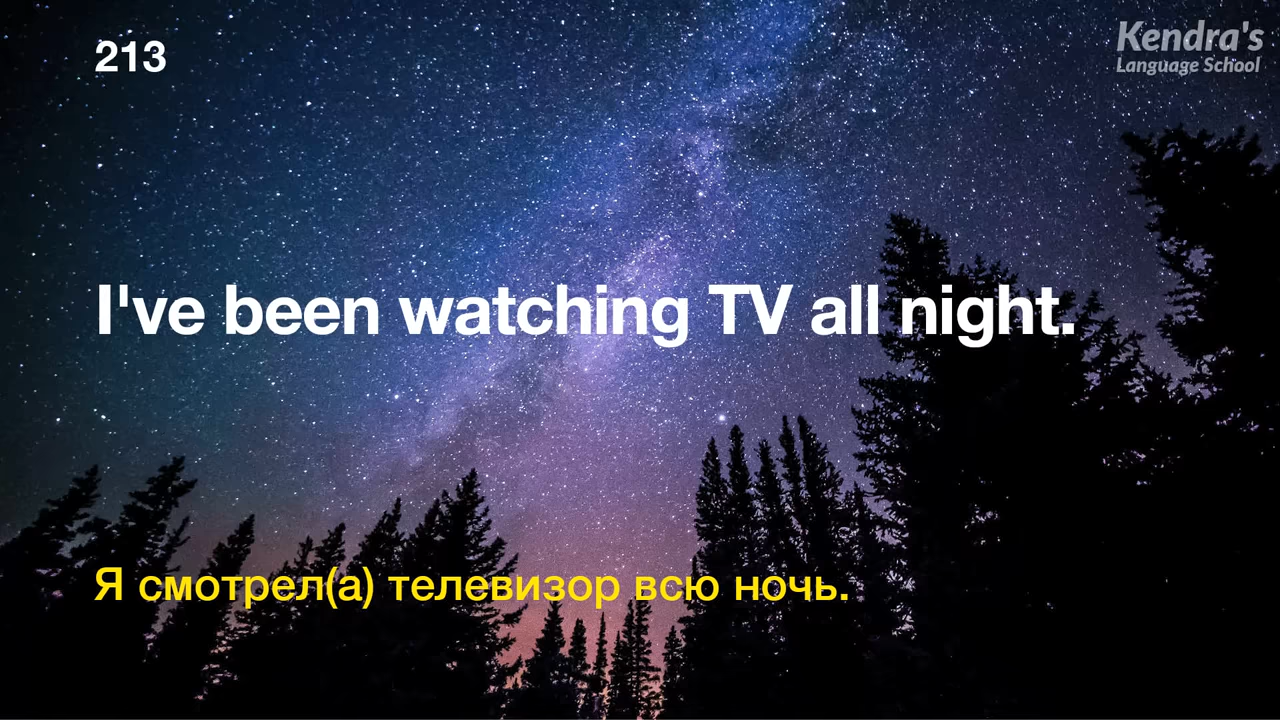 213
Kendra's
Language School
I've been watching TV all night.
Я смотрел(а) телевизор всю ночь.